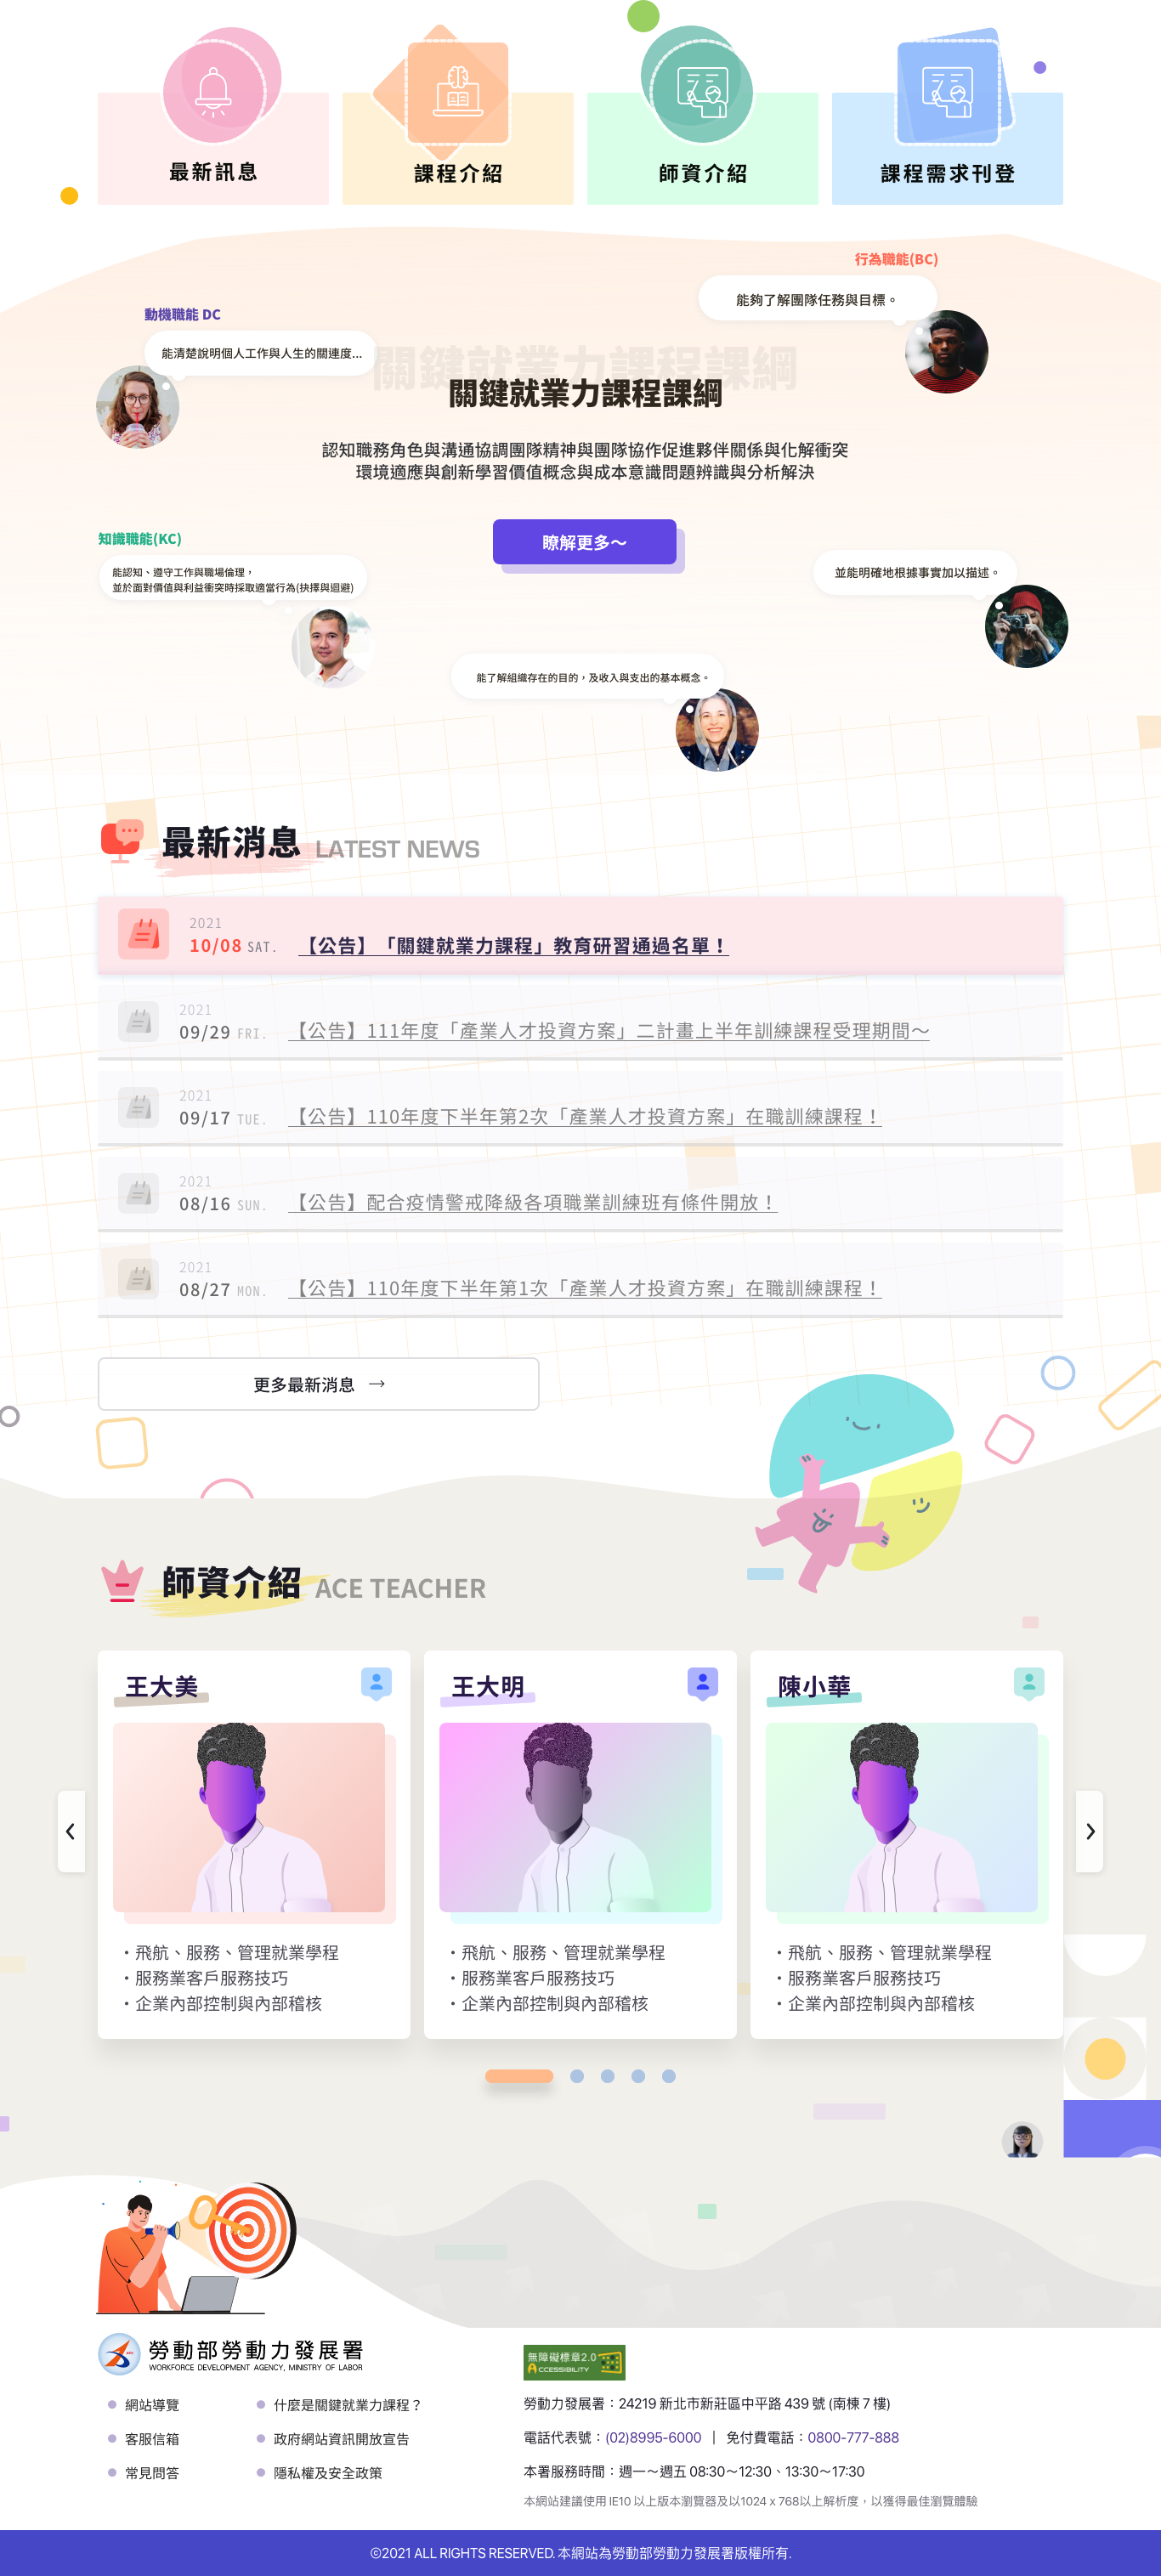 最新訊息
課程介紹
師資介紹
課程需求刊登
行為職能(BC)
能夠了解團隊任務與目標。
動機職能 DC
能清楚說明個人工作與人生的關連度...
關鍵就業力課程課綱
關鍵就業力課程課綱
認知職務角色與溝通協調團隊精神與團隊協作促進夥伴關係與化解衝突
環境適應與創新學習價值概念與成本意識問題辨識與分析解決
瞭解更多～
知識職能(KC)
能認知、遵守工作與職場倫理，
並於面對價值與利益衝突時採取適當行為(抉擇與迴避)
並能明確地根據事實加以描述。
能了解組織存在的目的，及收入與支出的基本概念。
最新消息 LATEST NEWS
2021
10/08 SAT. 【公告】「關鍵就業力課程」教育研習通過名單！
2021
09/29 FRI. 【公告】111年度「產業人才投資方案」二計畫上半年訓練課程受理期間～
2021
09/17 TUE. 【公告】110年度下半年第2次「產業人才投資方案」在職訓練課程！
2021
08/16 SUN. 【公告】配合疫情警戒降級各項職業訓練班有條件開放！
2021
08/27 MON. 【公告】110年度下半年第1次「產業人才投資方案」在職訓練課程！
更多最新消息 →
師資介紹 ACE TEACHER
王大美
・飛航、服務、管理就業學程
・服務業客戶服務技巧
・企業內部控制與內部稽核
王大明
・飛航、服務、管理就業學程
・服務業客戶服務技巧
・企業內部控制與內部稽核
陳小華
・飛航、服務、管理就業學程
・服務業客戶服務技巧
・企業內部控制與內部稽核
勞動部勞動力發展署
WORKFORCE DEVELOPMENT AGENCY, MINISTRY OF LABOR
網站導覽
客服信箱
常見問答
什麼是關鍵就業力課程？
政府網站資訊開放宣告
隱私權及安全政策
無障礙標章2.0
ACCESSIBILITY
勞動力發展署：24219 新北市新莊區中平路 439 號 (南棟 7 樓)
電話代表號：(02)8995-6000 ｜ 免付費電話：0800-777-888
本署服務時間：週一～週五 08:30～12:30、13:30～17:30
本網站建議使用 IE10 以上版本瀏覽器及以1024 x 768以上解析度，以獲得最佳瀏覽體驗
©2021 ALL RIGHTS RESERVED. 本網站為勞動部勞動力發展署版權所有.